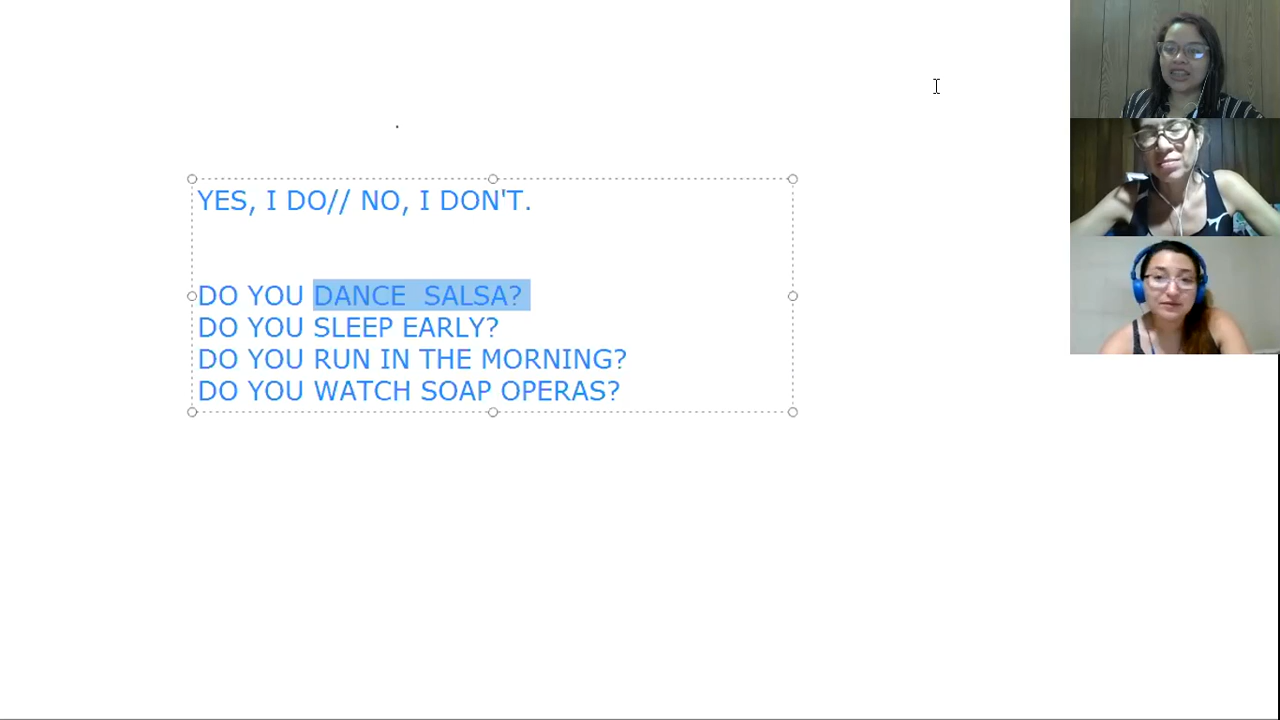 YES, I DO// NO, I DON'T.
DO YOU DANCE  SALSA?
DO YOU SLEEP EARLY?
DO YOU RUN IN THE MORNING?
DO YOU WATCH SOAP OPERAS?